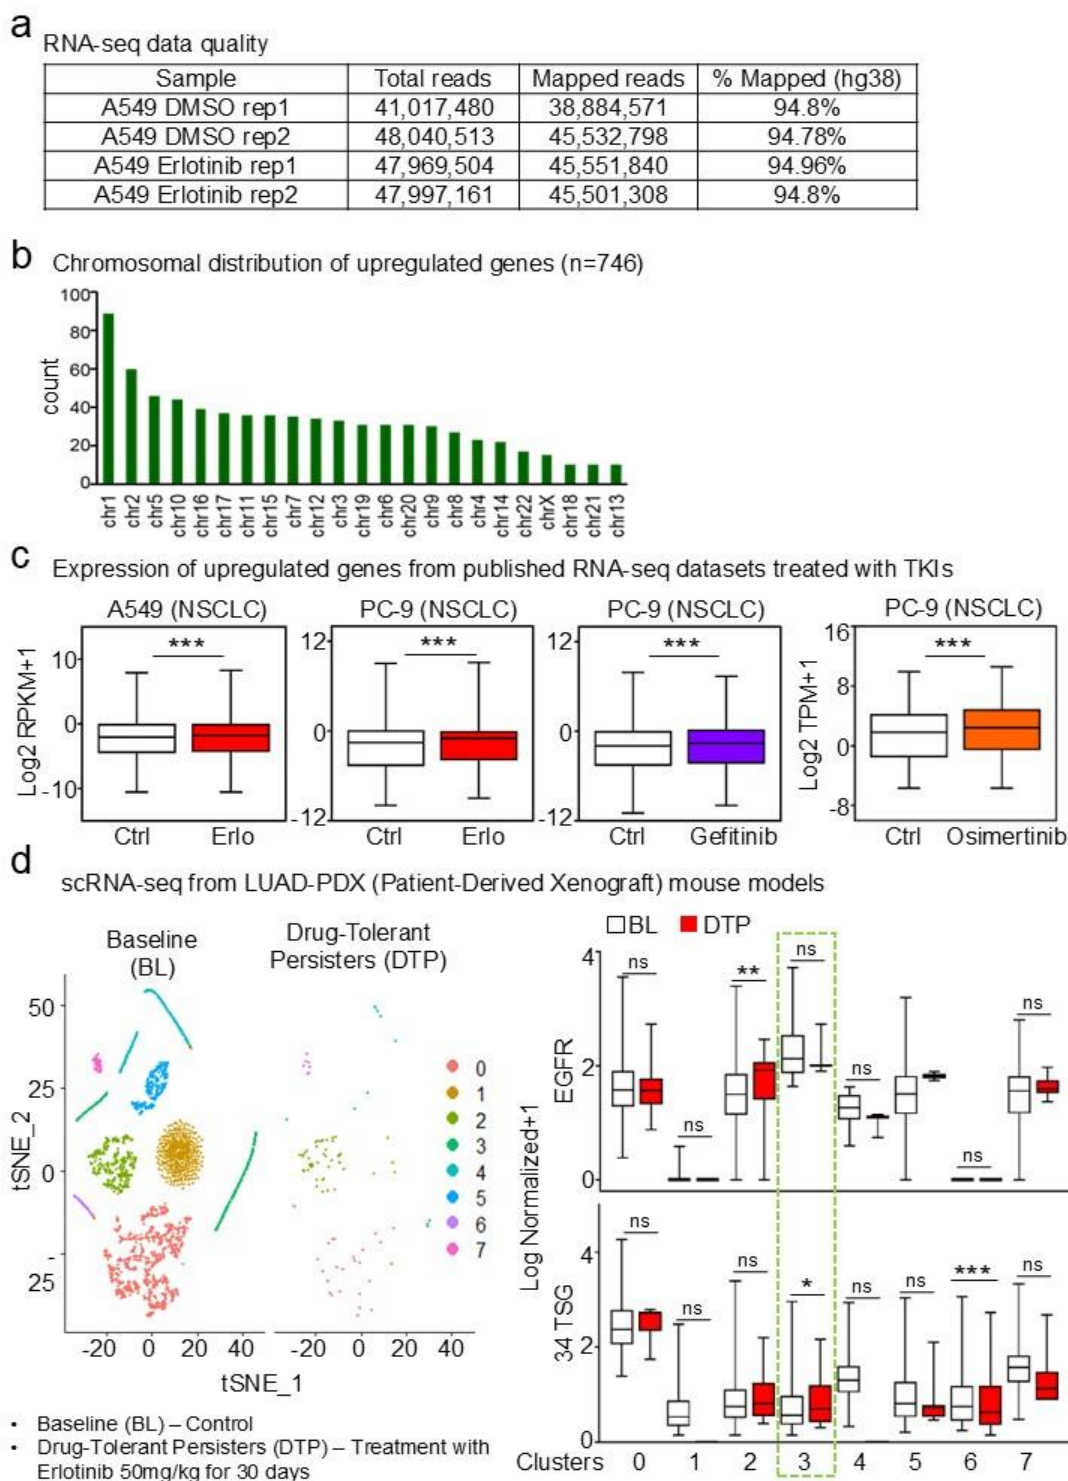 a
RNA-seq data quality
Sample Total reads Mapped reads % Mapped (hg38)
A549 DMSO rep1 41,017,480 38,884,571 94.8%
A549 DMSO rep2 48,040,513 45,532,798 94.78%
A549 Erlotinib rep1 47,969,504 45,551,840 94.96%
A549 Erlotinib rep2 47,997,161 45,501,308 94.8%
b
Chromosomal distribution of upregulated genes (n=746)
count
100
80
60
40
20
0
chr1 chr2 chr5 chr10 chr16 chr17 chr11 chr15 chr7 chr12 chr3 chr19 chr6 chr20 chr9 chr8 chr4 chr14 chr22 chrX chr18 chr21 chr13
c
Expression of upregulated genes from published RNA-seq datasets treated with TKIs
A549 (NSCLC)
Log2 RPKM+1
10
0
-10
***
Ctrl Erlo
PC-9 (NSCLC)
12
0
-12
***
Ctrl Erlo
PC-9 (NSCLC)
12
0
-12
***
Ctrl Gefitinib
PC-9 (NSCLC)
Log2 TPM+1
16
8
0
-8
***
Ctrl Osimertinib
d
scRNA-seq from LUAD-PDX (Patient-Derived Xenograft) mouse models
Baseline
(BL)
Drug-Tolerant
Persisters (DTP)
tSNE_2
50
25
0
-
25
0
1
2
3
4
5
6
7
-20 0 20 40
-20 0 20 40
tSNE_1
• Baseline (BL) – Control
• Drug-Tolerant Persisters (DTP) – Treatment with
Erlotinib 50mg/kg for 30 days
BL DTP
Log Normalized+1
EGFR
4
2
0
ns ns ** ns ns ns ns
34 TSG
4
2
0
ns ns ns * ns ns *** ns
Clusters 0 1 2 3 4 5 6 7